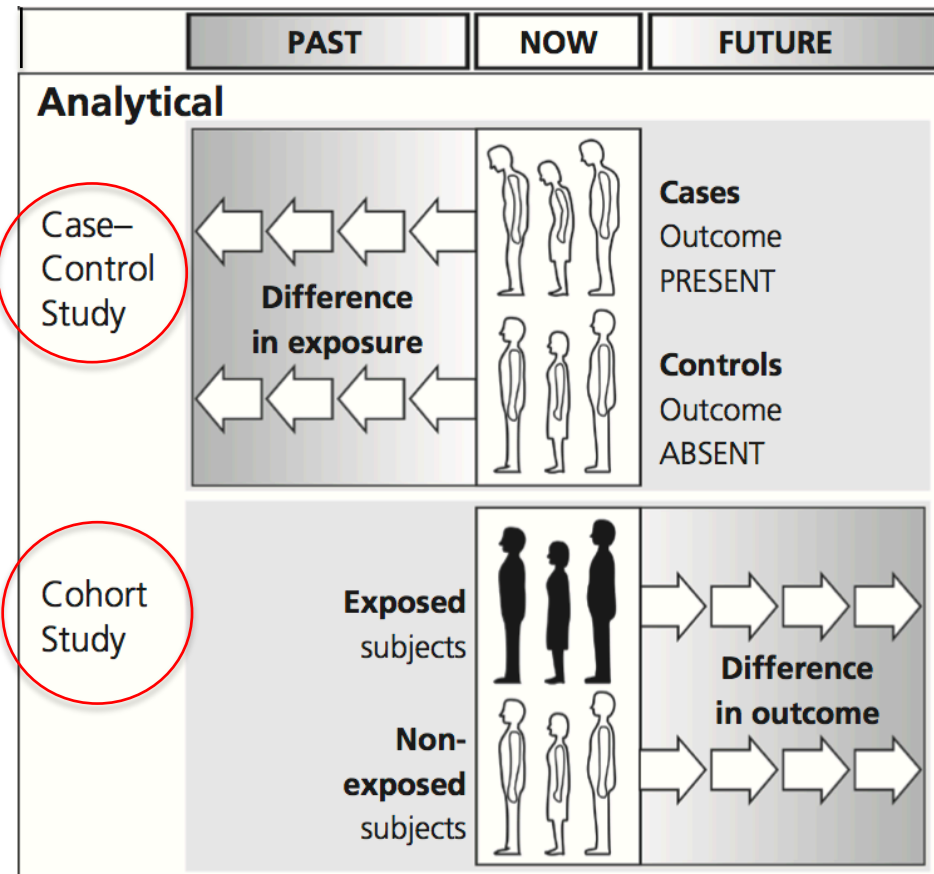 PAST
NOW
FUTURE
Analytical
Case–
Control
Study
Difference
in exposure
Cases
Outcome
PRESENT
Controls
Outcome
ABSENT
Cohort
Study
Exposed
subjects
Non-
exposed
subjects
Difference
in outcome